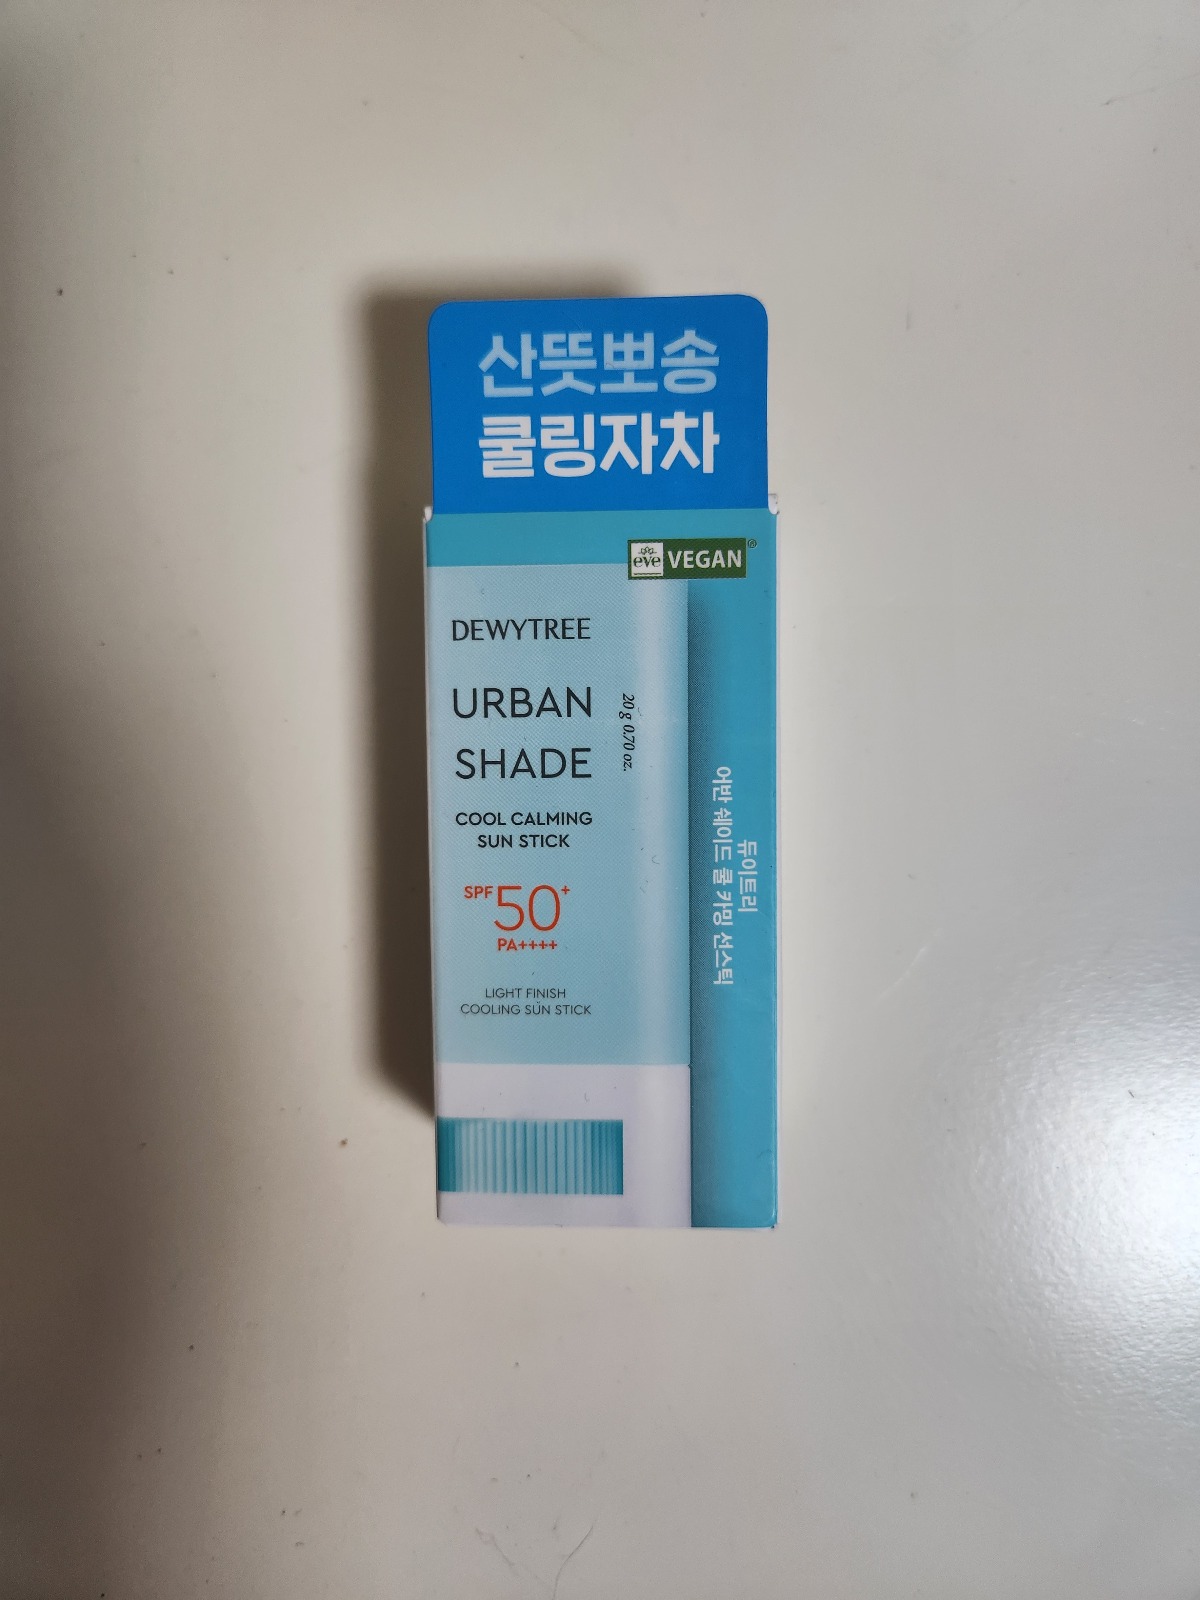 산뜻뽀송
쿨링자차
eve VEGAN®
DEWYTREE
URBAN
SHADE
20 g 0.70 oz.
COOL CALMING
SUN STICK
SPF 50+
PA++++
LIGHT FINISH
COOLING SUN STICK
듀이트리
어반 쉐이드 쿨 카밍 선스틱